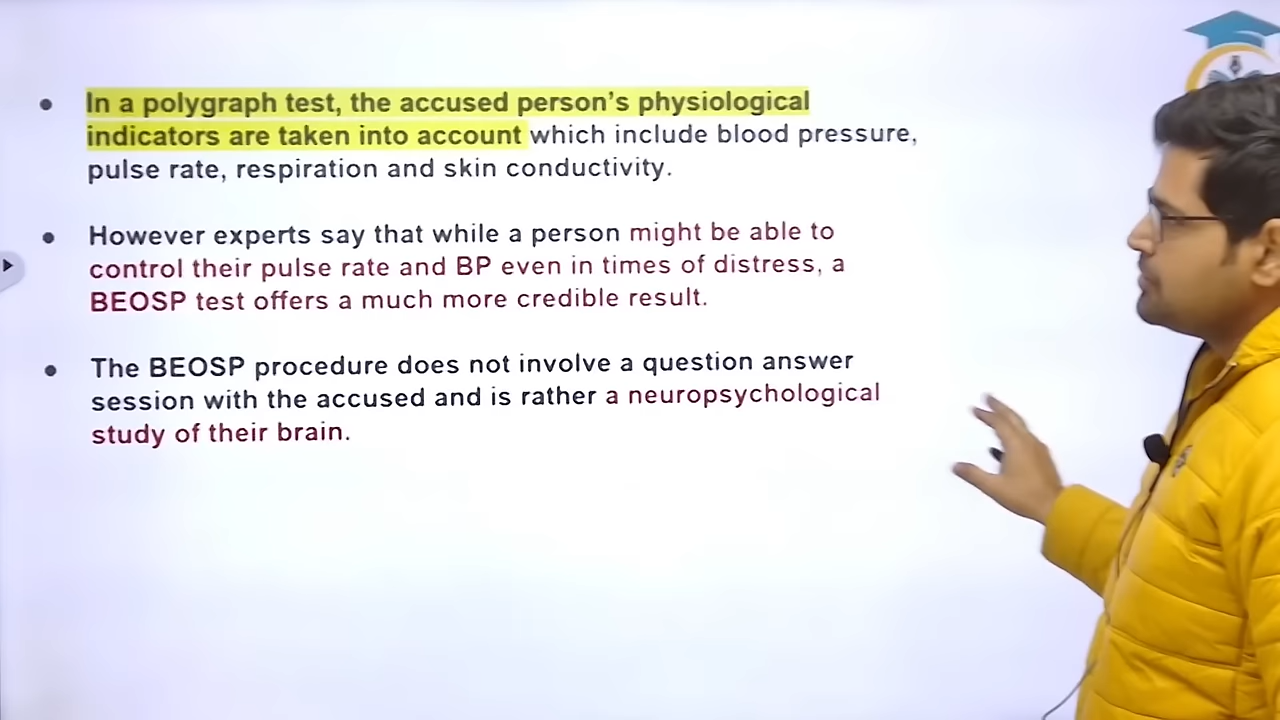 In a polygraph test, the accused person's physiological
indicators are taken into account which include blood pressure,
pulse rate, respiration and skin conductivity.
However experts say that while a person might be able to
control their pulse rate and BP even in times of distress, a
BEOSP test offers a much more credible result.
The BEOSP procedure does not involve a question answer
session with the accused and is rather a neuropsychological
study of their brain.